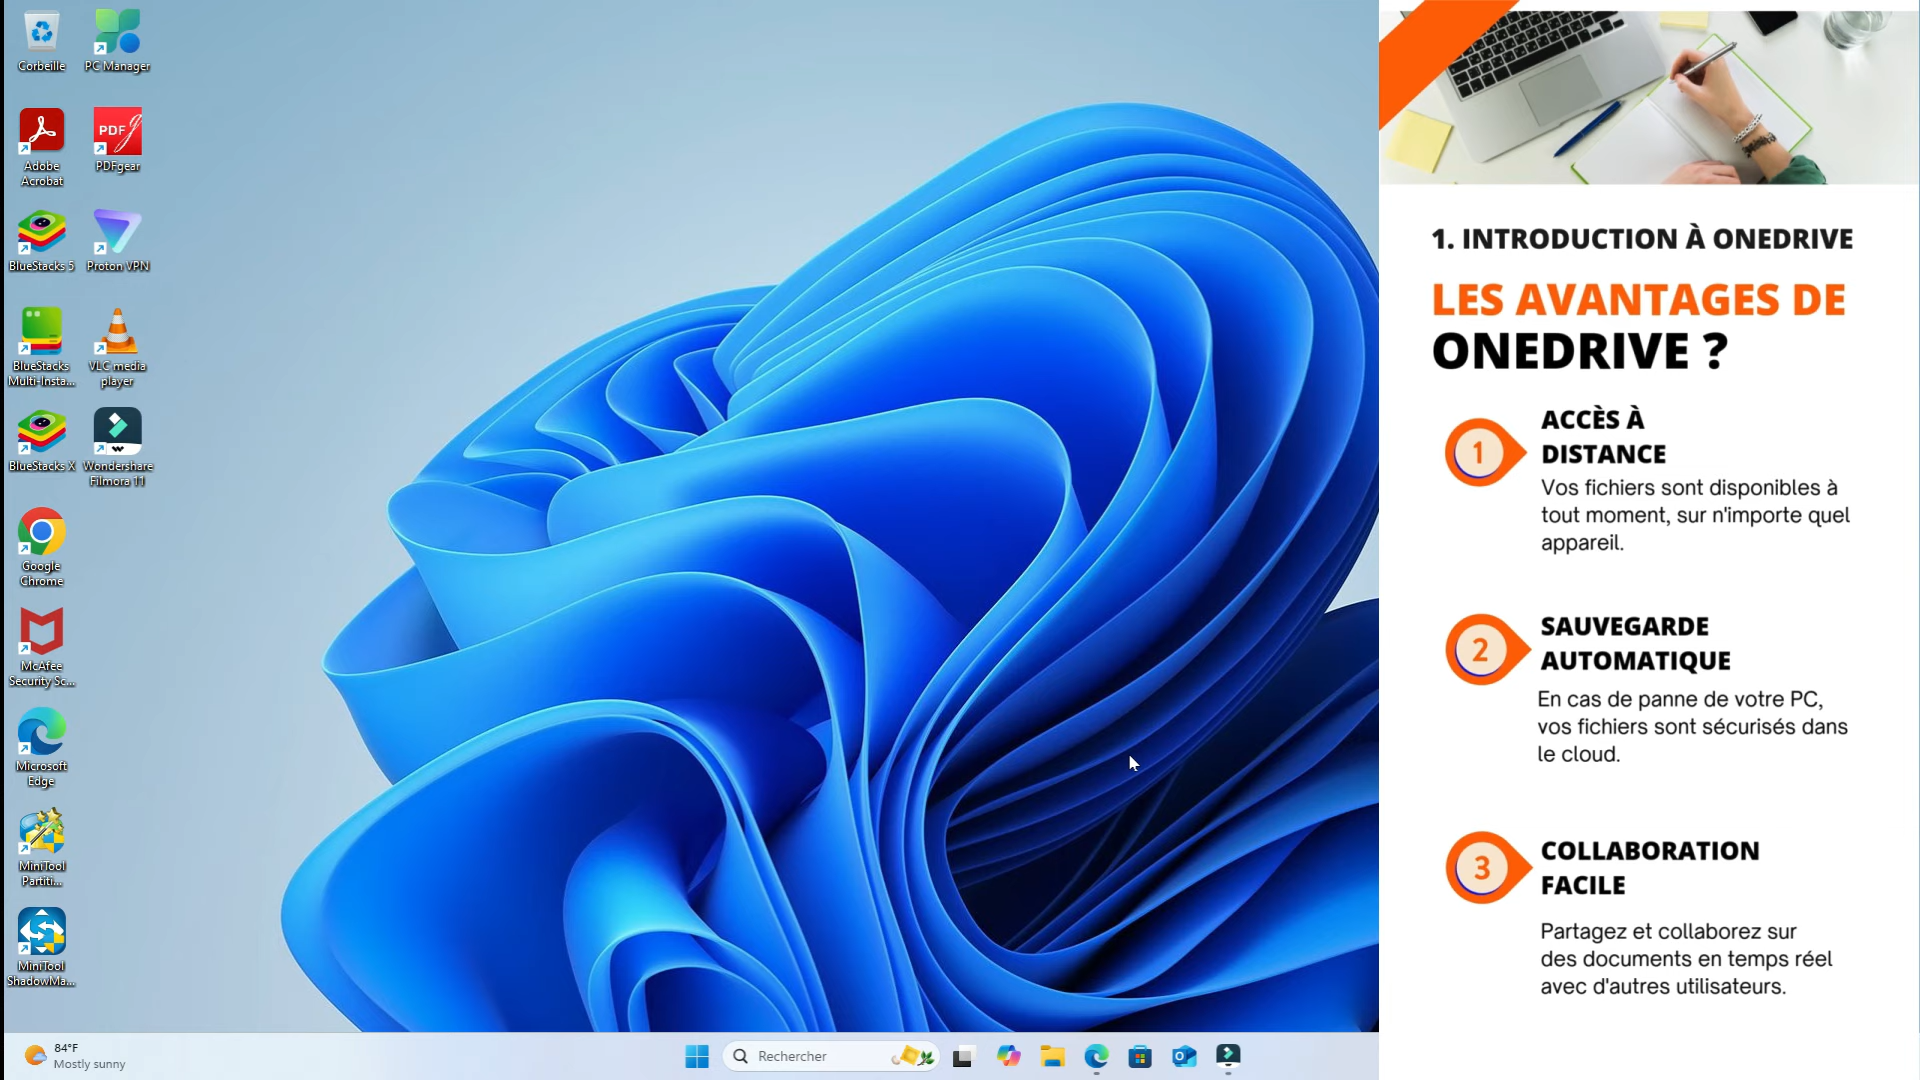 Corbeille
PC Manager
Adobe
Acrobat
PDF
PDFgear
BlueStacks 5
Proton VPN
BlueStacks
Multi-Insta...
VLC media
player
BlueStacks X
Wondershare
Filmora 11
Google
Chrome
McAfee
Security Sc...
Microsoft
Edge
MiniTool
Partiti...
MiniTool
ShadowMa...
84°F
Mostly sunny
Rechercher
1. INTRODUCTION À ONEDRIVE
LES AVANTAGES DE
ONEDRIVE ?
1
ACCÈS À
DISTANCE
Vos fichiers sont disponibles à
tout moment, sur n'importe quel
appareil.
2
SAUVEGARDE
AUTOMATIQUE
En cas de panne de votre PC,
vos fichiers sont sécurisés dans
le cloud.
3
COLLABORATION
FACILE
Partagez et collaborez sur
des documents en temps réel
avec d'autres utilisateurs.